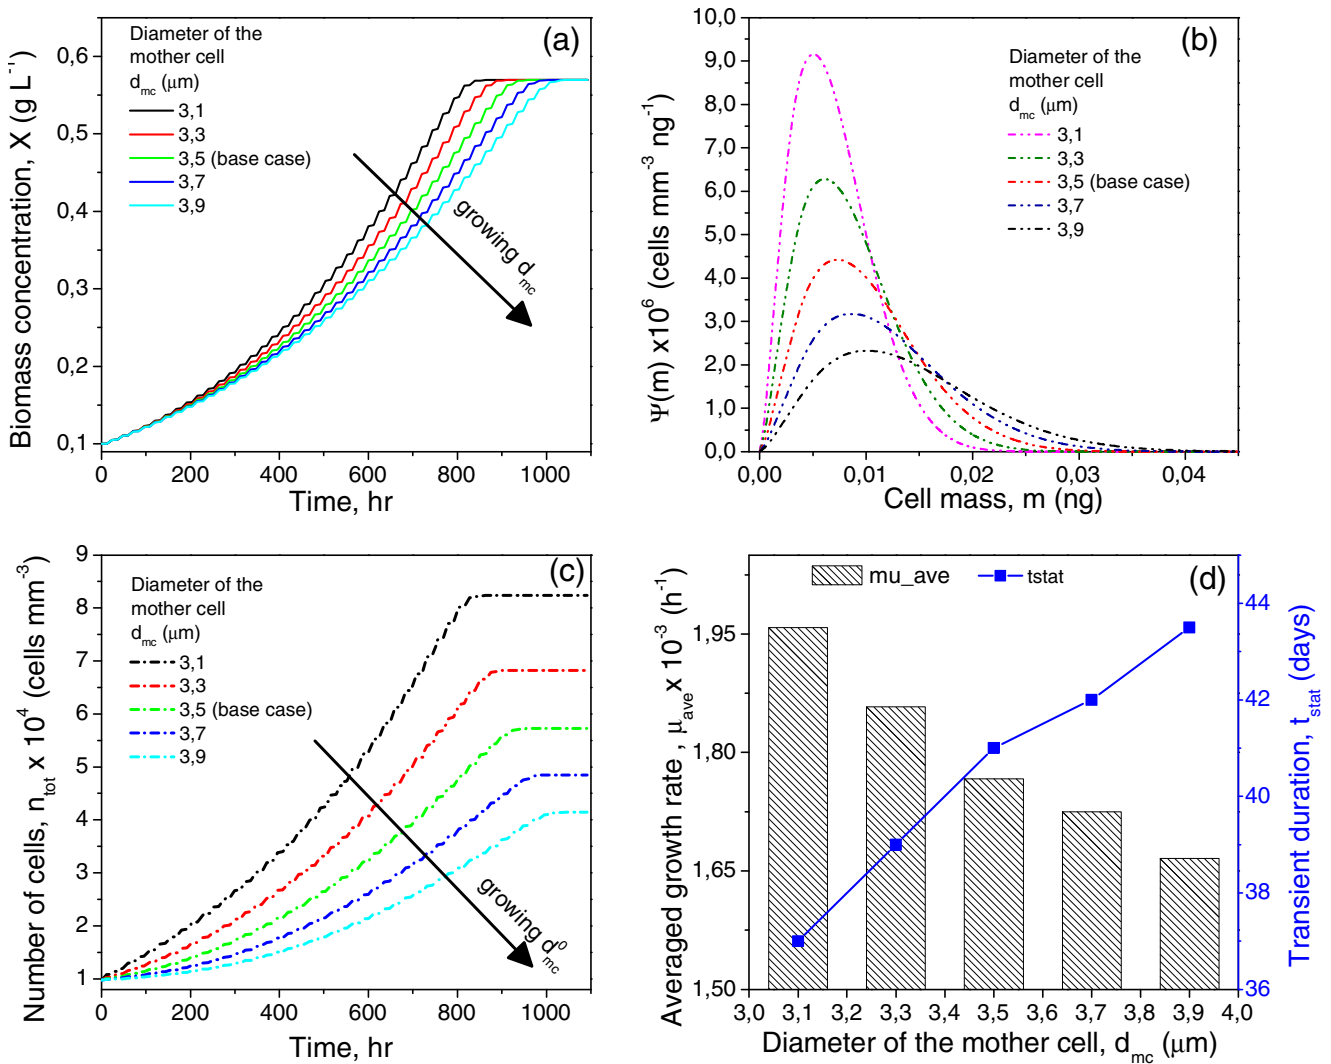 (a)
Diameter of the
mother cell
d_mc (μm)
3,1
3,3
3,5 (base case)
3,7
3,9
growing d_mc
Biomass concentration, X (g L⁻¹)
0,6
0,5
0,4
0,3
0,2
0,1
0 200 400 600 800 1000
Time, hr
(b)
Diameter of the
mother cell
d_mc (μm)
3,1
3,3
3,5 (base case)
3,7
3,9
Ψ(m) x10⁶ (cells mm⁻³ ng⁻¹)
10,0
9,0
8,0
7,0
6,0
5,0
4,0
3,0
2,0
1,0
0,0
0,00 0,01 0,02 0,03 0,04
Cell mass, m (ng)
(c)
Diameter of the
mother cell
d_mc (μm)
3,1
3,3
3,5 (base case)
3,7
3,9
growing d⁰_mc
Number of cells, n_tot x 10⁴ (cells mm⁻³)
9
8
7
6
5
4
3
2
1
0 200 400 600 800 1000
Time, hr
(d)
mu_ave tstat
Averaged growth rate , μ_ave x 10⁻³ (h⁻¹)
1,95
1,80
1,65
1,50
Transient duration, t_stat (days)
44
42
40
38
36
3,0 3,1 3,2 3,3 3,4 3,5 3,6 3,7 3,8 3,9 4,0
Diameter of the mother cell, d_mc (μm)